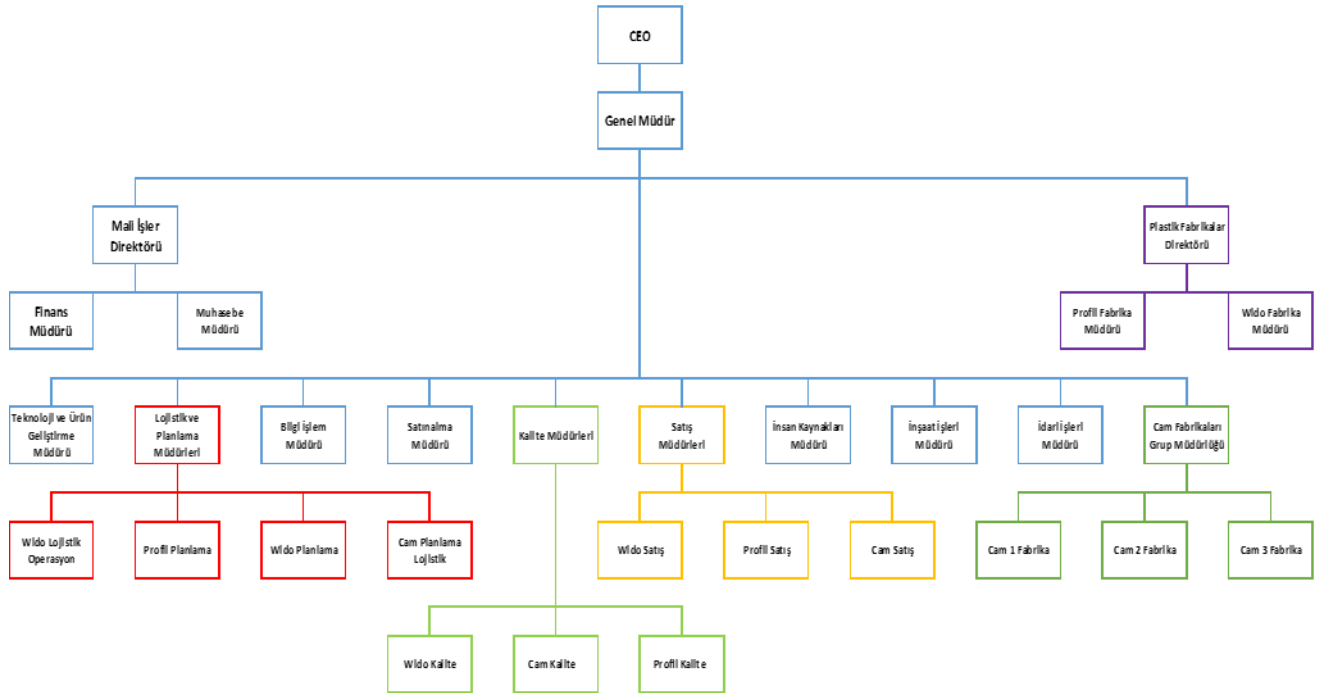 CEO
Genel Müdür
Mali İşler
Direktörü
Plastik Fabrikalar
Direktörü
Finans
Müdürü
Muhasebe
Müdürü
Profil Fabrika
Müdürü
Wido Fabrika
Müdürü
Teknoloji ve Ürün
Geliştirme
Müdürü
Lojistik ve
Planlama
Müdürleri
Bilgi İşlem
Müdürü
Satınalma
Müdürü
Kalite Müdürleri
Satış
Müdürleri
İnsan Kaynakları
Müdürü
İnşaat İşleri
Müdürü
İdari İşleri
Müdürü
Cam Fabrikaları
Grup Müdürlüğü
Wido Lojistik
Operasyon
Profil Planlama
Wido Planlama
Cam Planlama
Lojistik
Wido Satış
Profil Satış
Cam Satış
Cam 1 Fabrika
Cam 2 Fabrika
Cam 3 Fabrika
Wido Kalite
Cam Kalite
Profil Kalite